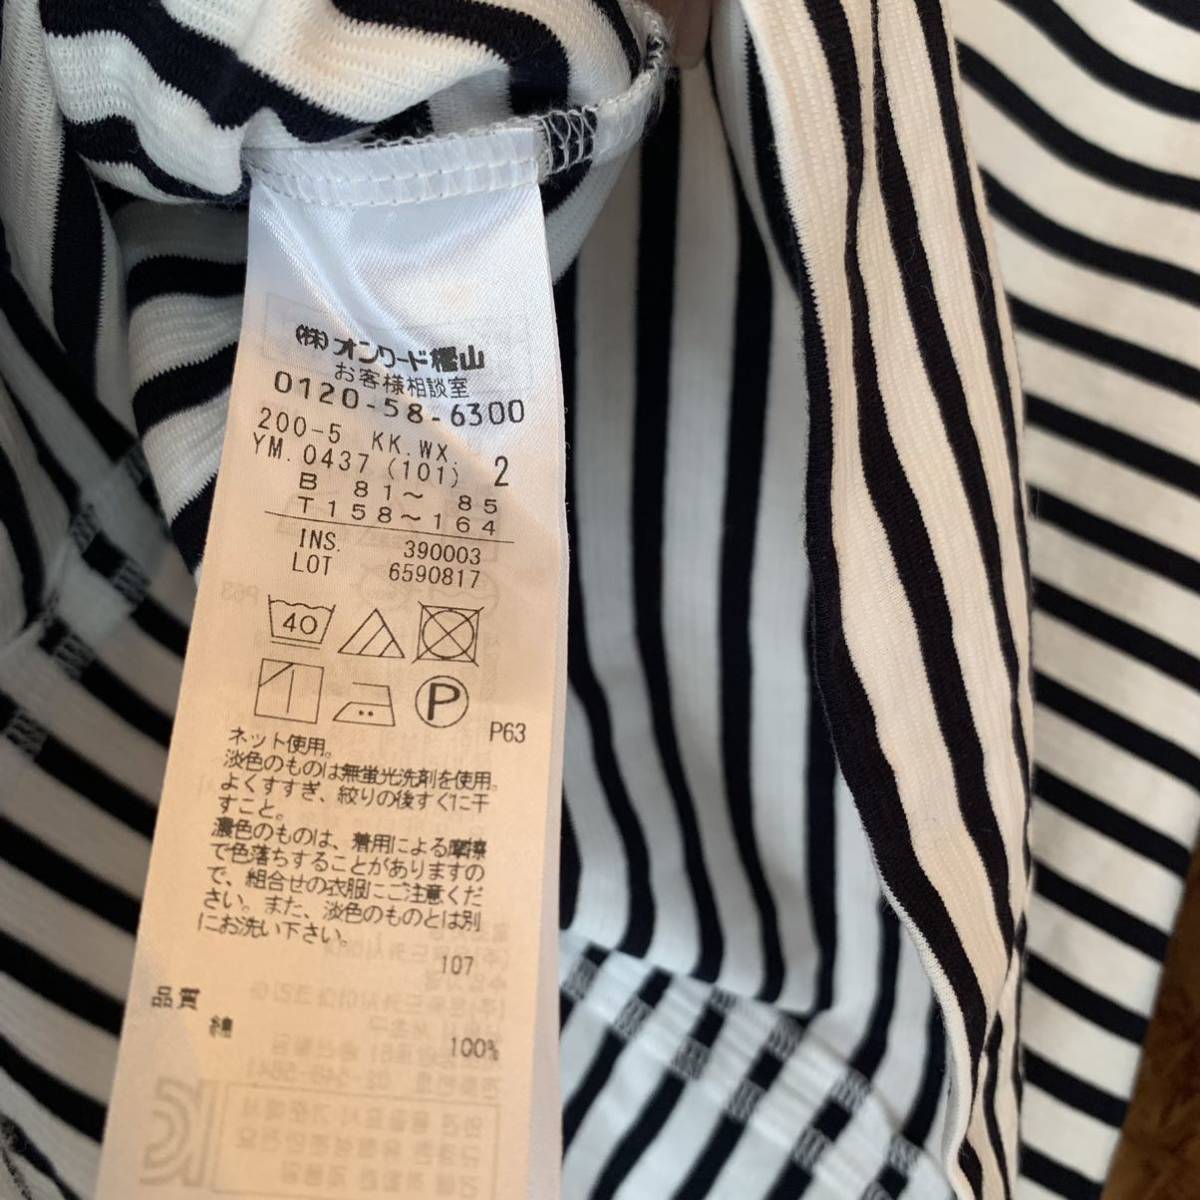 (株)オンワード樫山
お客様相談室
0120-58-6300
200-5 KK.WX.
YM.0437 (101) 2
B 81～ 85
T158～164
INS. 390003
LOT 6590817
40
P
P63
ネット使用。
淡色のものは無蛍光洗剤を使用。
よくすすぎ、絞りの後すぐに干
すこと。
濃色のものは、着用による摩擦
で色落ちすることがありますの
で、組合せの衣服にご注意くだ
さい。また、淡色のものとは別
にお洗い下さい。
107
品質
綿 100%